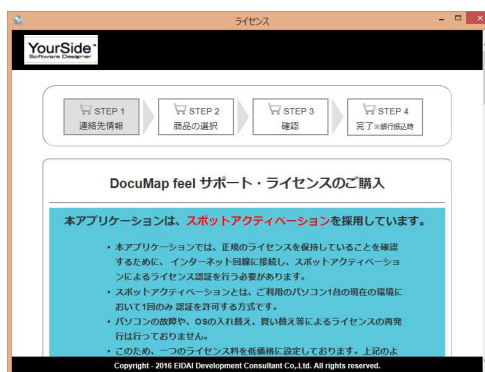 ライセンス
YourSide
Software Designer
STEP 1
連絡先情報
STEP 2
商品の選択
STEP 3
確認
STEP 4
完了※銀行振込時
DocuMap feel サポート・ライセンスのご購入
本アプリケーションは、スポットアクティベーションを採用しています。
・本アプリケーションでは、正規のライセンスを保持していることを確認
するために、インターネット回線に接続し、スポットアクティベーショ
ンによるライセンス認証を行う必要があります。
・スポットアクティベーションとは、ご利用のパソコン1台の現在の環境に
おいて1回のみ 認証を許可する方式です。
・パソコンの故障や、OSの入れ替え、買い替え等によるライセンスの再発
行は行っておりません。
・このため、一つのライセンス料を低価格に設定しております。上記のよ
Copyright - 2016 EIDAI Development Consultant Co,.Ltd. All rights reserved.